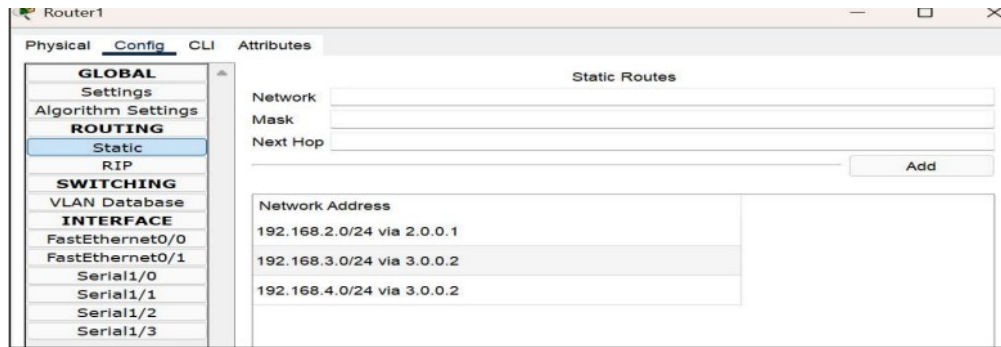 Router1
Physical Config CLI Attributes
GLOBAL
Settings
Algorithm Settings
ROUTING
Static
RIP
SWITCHING
VLAN Database
INTERFACE
FastEthernet0/0
FastEthernet0/1
Serial1/0
Serial1/1
Serial1/2
Serial1/3
Static Routes
Network
Mask
Next Hop
Add
Network Address
192.168.2.0/24 via 2.0.0.1
192.168.3.0/24 via 3.0.0.2
192.168.4.0/24 via 3.0.0.2